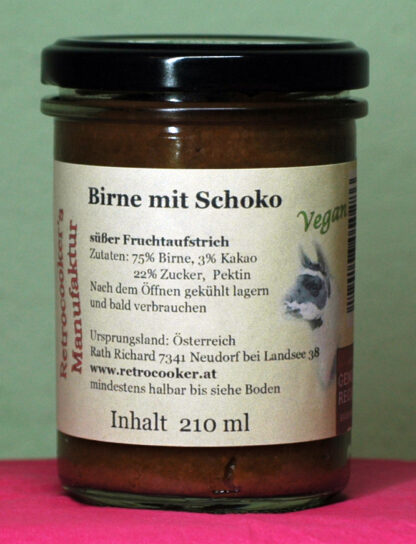 Birne mit Schoko
Vegan
süßer Fruchtaufstrich
Zutaten: 75% Birne, 3% Kakao
22% Zucker, Pektin
Nach dem Öffnen gekühlt lagern
und bald verbrauchen
Ursprungsland: Österreich
Rath Richard 7341 Neudorf bei Landsee 38
www.retrocooker.at
mindestens halbar bis siehe Boden
Inhalt 210 ml
Retrocooker's
Manufaktur